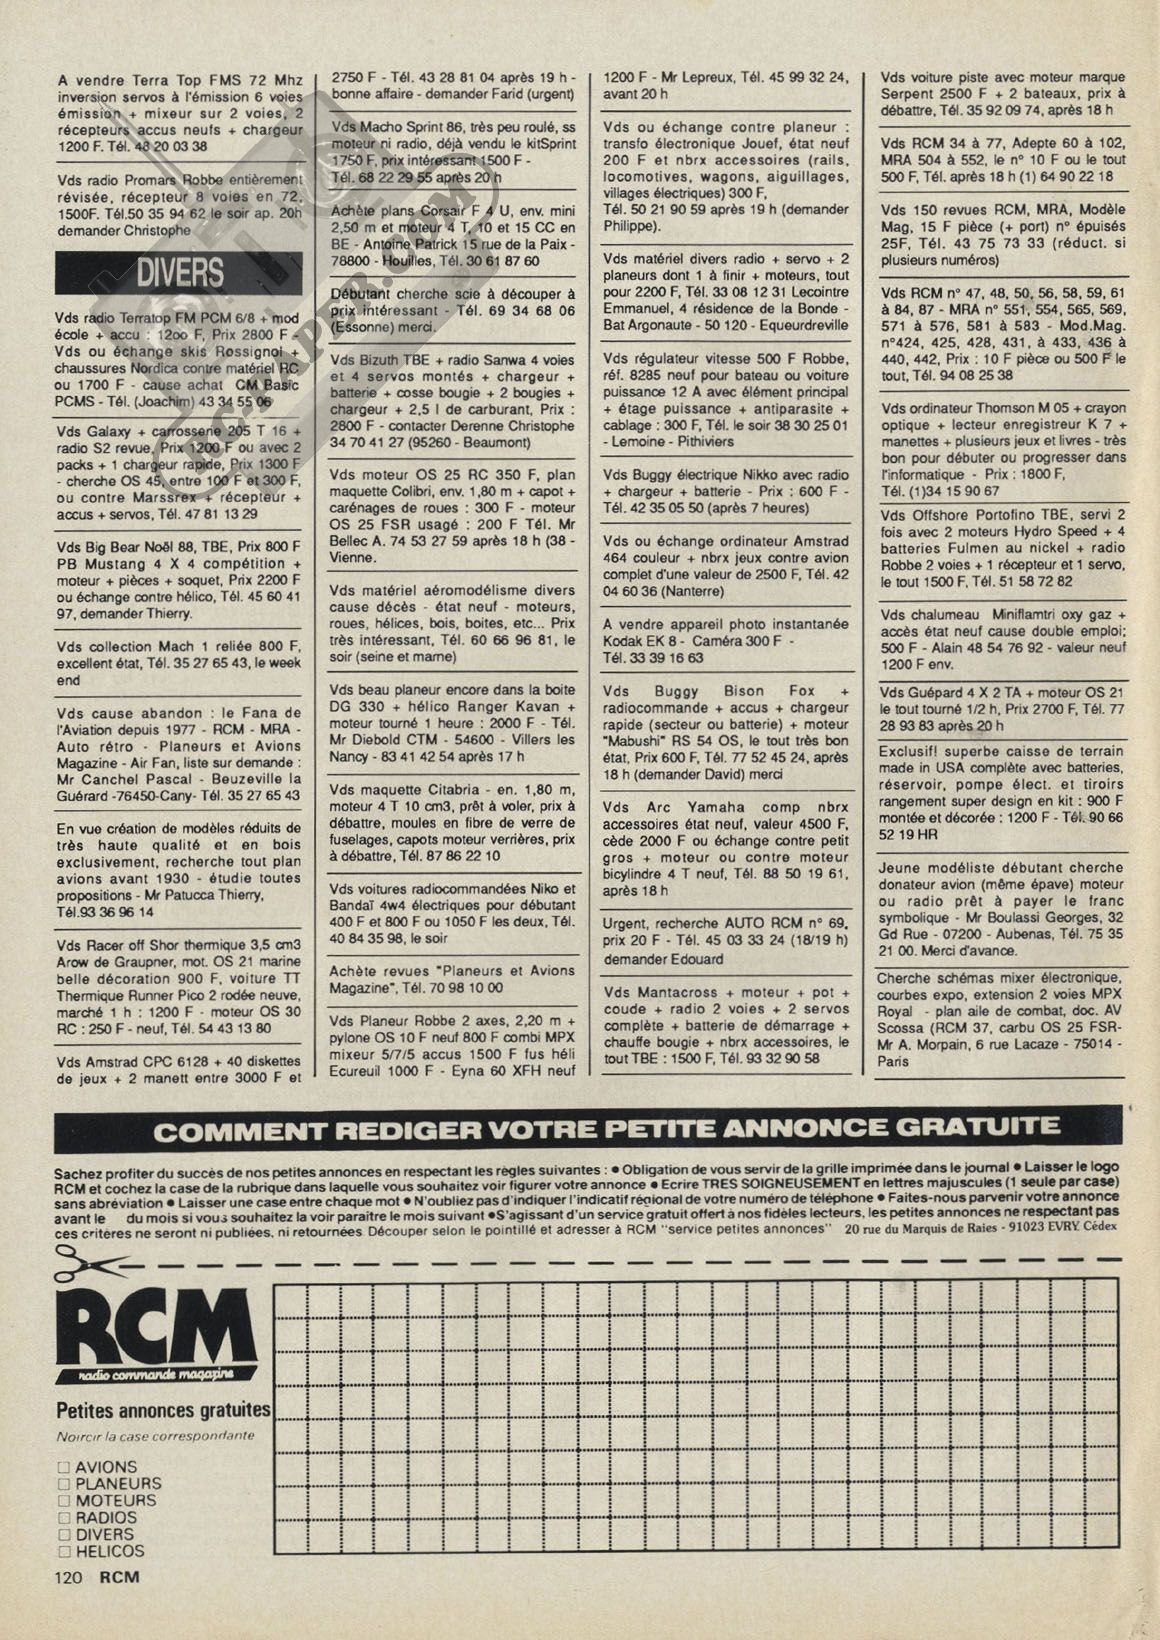 A vendre Terra Top FMS 72 Mhz
inversion servos à l'émission 6 voies
émission + mixeur sur 2 voies, 2
récepteurs accus neufs + chargeur
1200 F. Tél. 48 20 03 38
Vds radio Promars Robbe entièrement
révisée, récepteur 8 voies en 72,
1500F. Tél.50 35 94 62 le soir ap. 20h
demander Christophe
DIVERS
Vds radio Terratop FM PCM 6/8 + mod
école + accu : 12oo F, Prix 2800 F -
Vds ou échange skis Rossignol +
chaussures Nordica contre matériel RC
ou 1700 F - cause achat CM Basic
PCMS - Tél. (Joachim) 43 34 55 06
Vds Galaxy + carrosserie 205 T 16 +
radio S2 revue, Prix 1200 F ou avec 2
packs + 1 chargeur rapide, Prix 1300 F
- cherche OS 45, entre 100 F et 300 F,
ou contre Marssrex + récepteur +
accus + servos, Tél. 47 81 13 29
Vds Big Bear Noël 88, TBE, Prix 800 F
PB Mustang 4 X 4 compétition +
moteur + pièces + soquet, Prix 2200 F
ou échange contre hélico, Tél. 45 60 41
97, demander Thierry.
Vds collection Mach 1 reliée 800 F,
excellent état, Tél. 35 27 65 43, le week
end
Vds cause abandon : le Fana de
l'Aviation depuis 1977 - RCM - MRA -
Auto rétro - Planeurs et Avions
Magazine - Air Fan, liste sur demande :
Mr Canchel Pascal - Beuzeville la
Guérard -76450-Cany- Tél. 35 27 65 43
En vue création de modèles réduits de
très haute qualité et en bois
exclusivement, recherche tout plan
avions avant 1930 - étudie toutes
propositions - Mr Patucca Thierry,
Tél.93 36 96 14
Vds Racer off Shor thermique 3,5 cm3
Arow de Graupner, mot. OS 21 marine
belle décoration 900 F, voiture TT
Thermique Runner Pico 2 rodée neuve,
marché 1 h : 1200 F - moteur OS 30
RC : 250 F - neuf, Tél. 54 43 13 80
Vds Amstrad CPC 6128 + 40 diskettes
de jeux + 2 manett entre 3000 F et
2750 F - Tél. 43 28 81 04 après 19 h -
bonne affaire - demander Farid (urgent)
Vds Macho Sprint 86, très peu roulé, ss
moteur ni radio, déjà vendu le kitSprint
1750 F, prix intéressant 1500 F -
Tél. 68 22 29 55 après 20 h
Achète plans Corsair F 4 U, env. mini
2,50 m et moteur 4 T, 10 et 15 CC en
BE - Antoine Patrick 15 rue de la Paix -
78800 - Houilles, Tél. 30 61 87 60
Débutant cherche scie à découper à
prix intéressant - Tél. 69 34 68 06
(Essonne) merci.
Vds Bizuth TBE + radio Sanwa 4 voies
et 4 servos montés + chargeur +
batterie + cosse bougie + 2 bougies +
chargeur + 2,5 l de carburant, Prix :
2800 F - contacter Derenne Christophe
34 70 41 27 (95260 - Beaumont)
Vds moteur OS 25 RC 350 F, plan
maquette Colibri, env. 1,80 m + capot +
carénages de roues : 300 F - moteur
OS 25 FSR usagé : 200 F Tél. Mr
Bellec A. 74 53 27 59 après 18 h (38 -
Vienne.
Vds matériel aéromodélisme divers
cause décès - état neuf - moteurs,
roues, hélices, bois, boites, etc... Prix
très intéressant, Tél. 60 66 96 81, le
soir (seine et marne)
Vds beau planeur encore dans la boite
DG 330 + hélico Ranger Kavan +
moteur tourné 1 heure : 2000 F - Tél.
Mr Diebold CTM - 54600 - Villers les
Nancy - 83 41 42 54 après 17 h
Vds maquette Citabria - en. 1,80 m,
moteur 4 T 10 cm3, prêt à voler, prix à
débattre, moules en fibre de verre de
fuselages, capots moteur verrières, prix
à débattre, Tél. 87 86 22 10
Vds voitures radiocommandées Niko et
Bandaï 4w4 électriques pour débutant
400 F et 800 F ou 1050 F les deux, Tél.
40 84 35 98, le soir
Achète revues "Planeurs et Avions
Magazine", Tél. 70 98 10 00
Vds Planeur Robbe 2 axes, 2,20 m +
pylone OS 10 F neuf 800 F combi MPX
mixeur 5/7/5 accus 1500 F fus héli
Ecureuil 1000 F - Eyna 60 XFH neuf
1200 F - Mr Lepreux, Tél. 45 99 32 24,
avant 20 h
Vds ou échange contre planeur :
transfo électronique Jouef, état neuf
200 F et nbrx accessoires (rails,
locomotives, wagons, aiguillages,
villages électriques) 300 F,
Tél. 50 21 90 59 après 19 h (demander
Philippe).
Vds matériel divers radio + servo + 2
planeurs dont 1 à finir + moteurs, tout
pour 2200 F, Tél. 33 08 12 31 Lecointre
Emmanuel, 4 résidence de la Bonde -
Bat Argonaute - 50 120 - Equeurdreville
Vds régulateur vitesse 500 F Robbe,
réf. 8285 neuf pour bateau ou voiture
puissance 12 A avec élément principal
+ étage puissance + antiparasite +
cablage : 300 F, Tél. le soir 38 30 25 01
- Lemoine - Pithiviers
Vds Buggy électrique Nikko avec radio
+ chargeur + batterie - Prix : 600 F -
Tél. 42 35 05 50 (après 7 heures)
Vds ou échange ordinateur Amstrad
464 couleur + nbrx jeux contre avion
complet d'une valeur de 2500 F, Tél. 42
04 60 36 (Nanterre)
A vendre appareil photo instantanée
Kodak EK 8 - Caméra 300 F -
Tél. 33 39 16 63
Vds Buggy Bison Fox +
radiocommande + accus + chargeur
rapide (secteur ou batterie) + moteur
"Mabushi" RS 54 OS, le tout très bon
état, Prix 600 F, Tél. 77 52 45 24, après
18 h (demander David) merci
Vds Arc Yamaha comp nbrx
accessoires état neuf, valeur 4500 F,
cède 2000 F ou échange contre petit
gros + moteur ou contre moteur
bicylindre 4 T neuf, Tél. 88 50 19 61,
après 18 h
Urgent, recherche AUTO RCM n° 69,
prix 20 F - Tél. 45 03 33 24 (18/19 h)
demander Edouard
Vds Mantacross + moteur + pot +
coude + radio 2 voies + 2 servos
complète + batterie de démarrage +
chauffe bougie + nbrx accessoires, le
tout TBE : 1500 F, Tél. 93 32 90 58
Vds voiture piste avec moteur marque
Serpent 2500 F + 2 bateaux, prix à
débattre, Tél. 35 92 09 74, après 18 h
Vds RCM 34 à 77, Adepte 60 à 102,
MRA 504 à 552, le n° 10 F ou le tout
500 F, Tél. après 18 h (1) 64 90 22 18
Vds 150 revues RCM, MRA, Modèle
Mag, 15 F pièce (+ port) n° épuisés
25F, Tél. 43 75 73 33 (réduct. si
plusieurs numéros)
Vds RCM n° 47, 48, 50, 56, 58, 59, 61
à 84, 87 - MRA n° 551, 554, 565, 569,
571 à 576, 581 à 583 - Mod.Mag.
n°424, 425, 428, 431, à 433, 436 à
440, 442, Prix : 10 F pièce ou 500 F le
tout, Tél. 94 08 25 38
Vds ordinateur Thomson M 05 + crayon
optique + lecteur enregistreur K 7 +
manettes + plusieurs jeux et livres - très
bon pour débuter ou progresser dans
l'informatique - Prix : 1800 F,
Tél. (1)34 15 90 67
Vds Offshore Portofino TBE, servi 2
fois avec 2 moteurs Hydro Speed + 4
batteries Fulmen au nickel + radio
Robbe 2 voies + 1 récepteur et 1 servo,
le tout 1500 F, Tél. 51 58 72 82
Vds chalumeau Miniflamtri oxy gaz +
accès état neuf cause double emploi;
500 F - Alain 48 54 76 92 - valeur neuf
1200 F env.
Vds Guépard 4 X 2 TA + moteur OS 21
le tout tourné 1/2 h, Prix 2700 F, Tél. 77
28 93 83 après 20 h
Exclusif! superbe caisse de terrain
made in USA complète avec batteries,
réservoir, pompe élect. et tiroirs
rangement super design en kit : 900 F
montée et décorée : 1200 F - Tél. 90 66
52 19 HR
Jeune modéliste débutant cherche
donateur avion (même épave) moteur
ou radio prêt à payer le franc
symbolique - Mr Boulassi Georges, 32
Gd Rue - 07200 - Aubenas, Tél. 75 35
21 00. Merci d'avance.
Cherche schémas mixer électronique,
courbes expo, extension 2 voies MPX
Royal - plan aile de combat, doc. AV
Scossa (RCM 37, carbu OS 25 FSR-
Mr A. Morpain, 6 rue Lacaze - 75014 -
Paris
COMMENT REDIGER VOTRE PETITE ANNONCE GRATUITE
Sachez profiter du succès de nos petites annonces en respectant les règles suivantes : ● Obligation de vous servir de la grille imprimée dans le journal ● Laisser le logo
RCM et cochez la case de la rubrique dans laquelle vous souhaitez voir figurer votre annonce ● Ecrire TRES SOIGNEUSEMENT en lettres majuscules (1 seule par case)
sans abréviation ● Laisser une case entre chaque mot ● N'oubliez pas d'indiquer l'indicatif régional de votre numéro de téléphone ● Faites-nous parvenir votre annonce
avant le du mois si vous souhaitez la voir paraître le mois suivant ●S'agissant d'un service gratuit offert à nos fidèles lecteurs, les petites annonces ne respectant pas
ces critères ne seront ni publiées, ni retournées Découper selon le pointillé et adresser à RCM "service petites annonces" 20 rue du Marquis de Raies - 91023 EVRY Cédex
RCM
radio commande magazine
Petites annonces gratuites
Noircir la case correspondante
□ AVIONS
□ PLANEURS
□ MOTEURS
□ RADIOS
□ DIVERS
□ HELICOS
120 RCM
RC-PAPER.COM